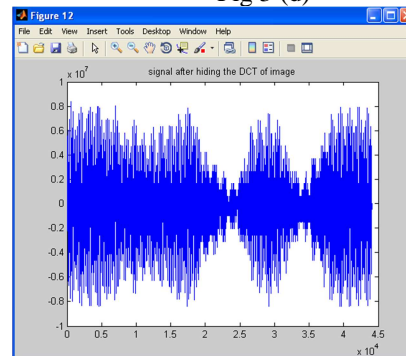 Fig 5 (d)
Figure 12
File Edit View Insert Tools Desktop Window Help
x 10^7
signal after hiding the DCT of image
1
0.8
0.6
0.4
0.2
0
-0.2
-0.4
-0.6
-0.8
-1
0 0.5 1 1.5 2 2.5 3 3.5 4 4.5
x 10^4